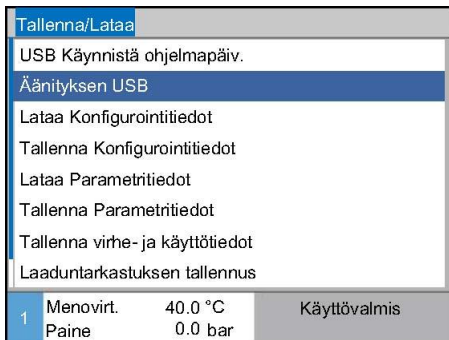 Tallenna/Lataa
USB Käynnistä ohjelmapäiv.
Äänityksen USB
Lataa Konfigurointitiedot
Tallenna Konfigurointitiedot
Lataa Parametritiedot
Tallenna Parametritiedot
Tallenna virhe- ja käyttötiedot
Laaduntarkastuksen tallennus
1 Menovirt. 40.0 °C Käyttövalmis
Paine 0.0 bar